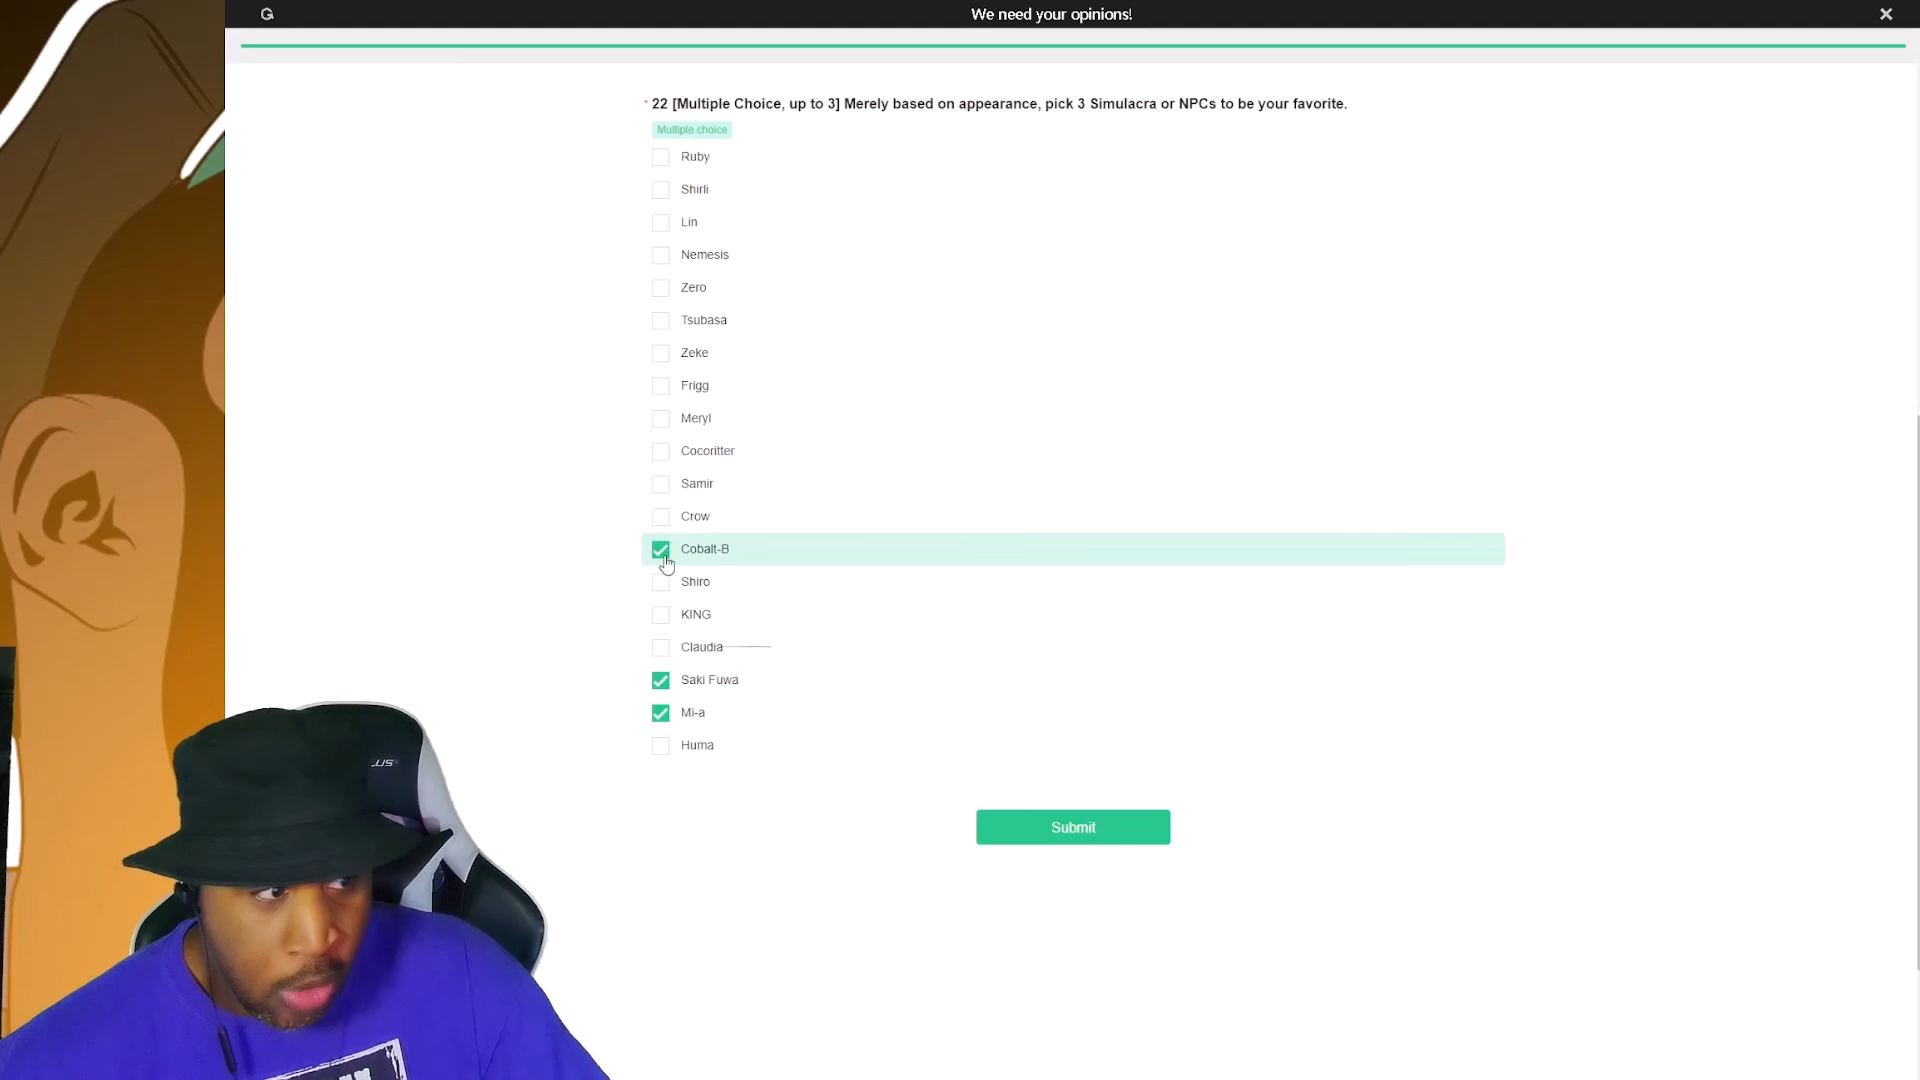 We need your opinions!
* 22 [Multiple Choice, up to 3] Merely based on appearance, pick 3 Simulacra or NPCs to be your favorite.
Multiple choice
Ruby
Shirli
Lin
Nemesis
Zero
Tsubasa
Zeke
Frigg
Meryl
Cocoritter
Samir
Crow
Cobalt-B
Shiro
KING
Claudia
Saki Fuwa
Mi-a
Huma
Submit